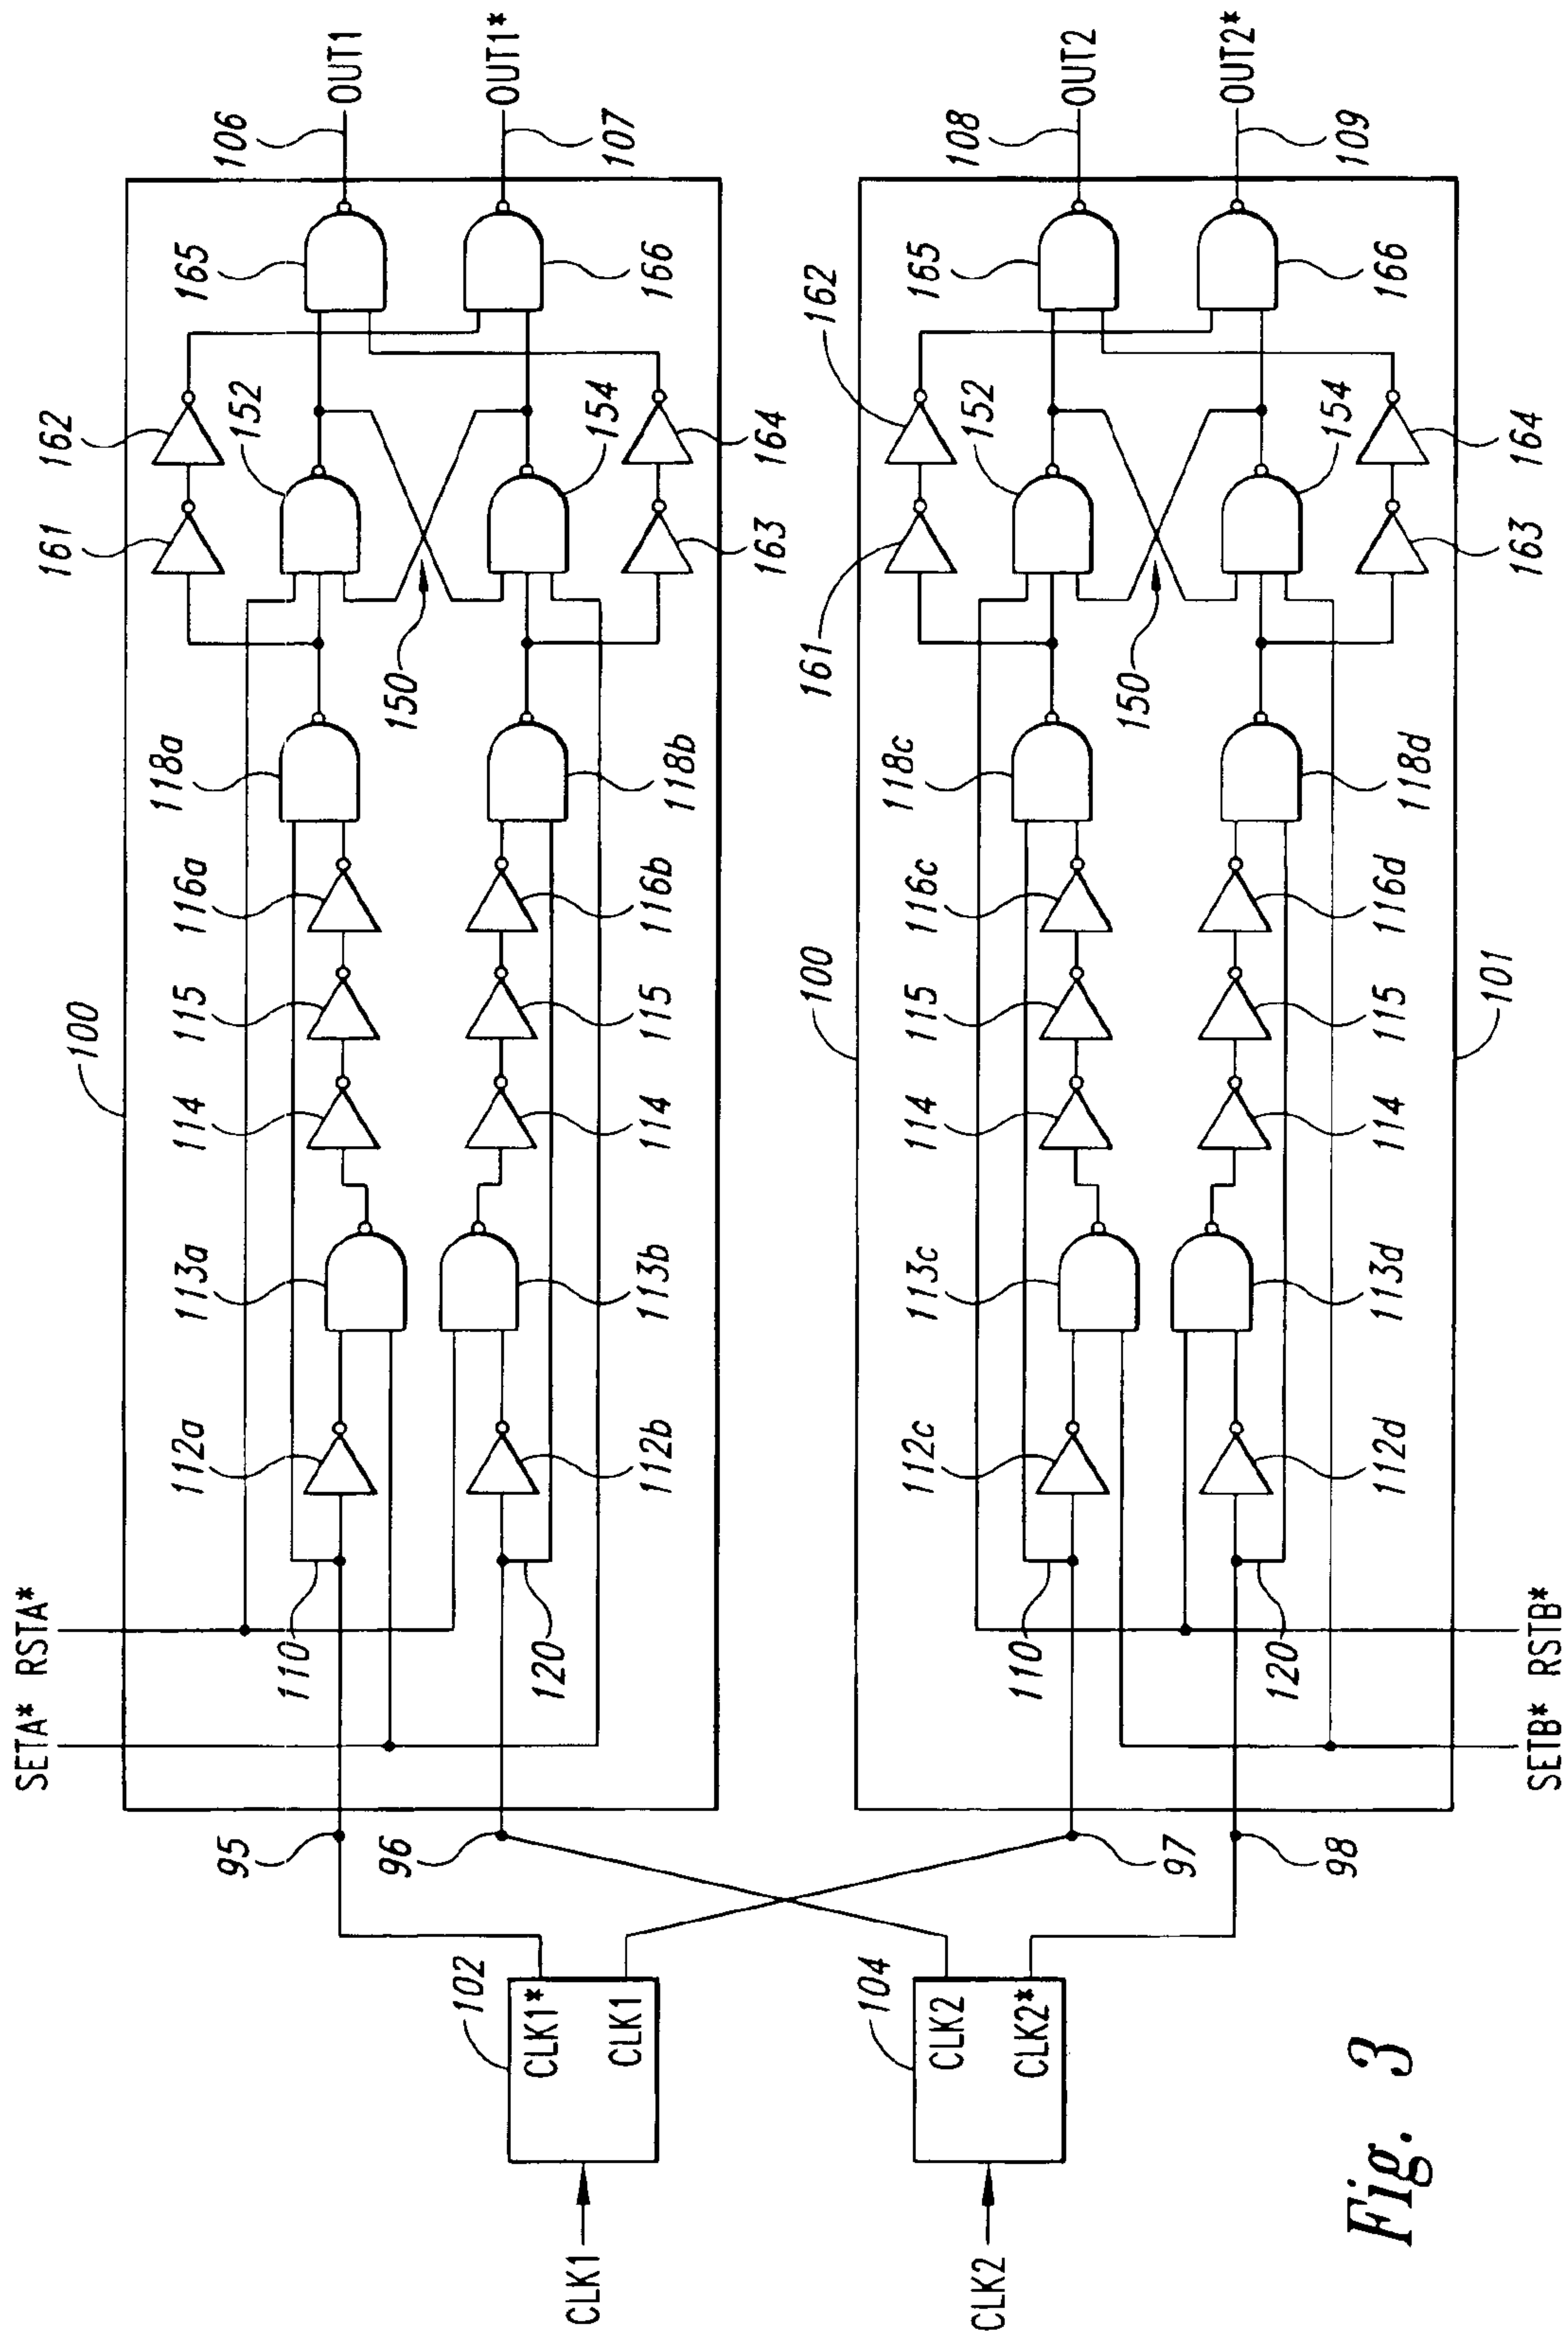 SETA* RSTA*
95
96
110
120
112a
112b
113a
113b
114
114
115
115
116a
116b
118a
118b
100
150
161
162
152
154
163
164
165
166
106
OUT1
107
OUT1*
CLK1
102
CLK1*
CLK1
CLK2
104
CLK2
CLK2*
97
98
110
120
112c
112d
113c
113d
114
114
115
115
116c
116d
118c
118d
100
101
150
161
162
152
154
163
164
165
166
108
OUT2
109
OUT2*
SETB* RSTB*
Fig. 3